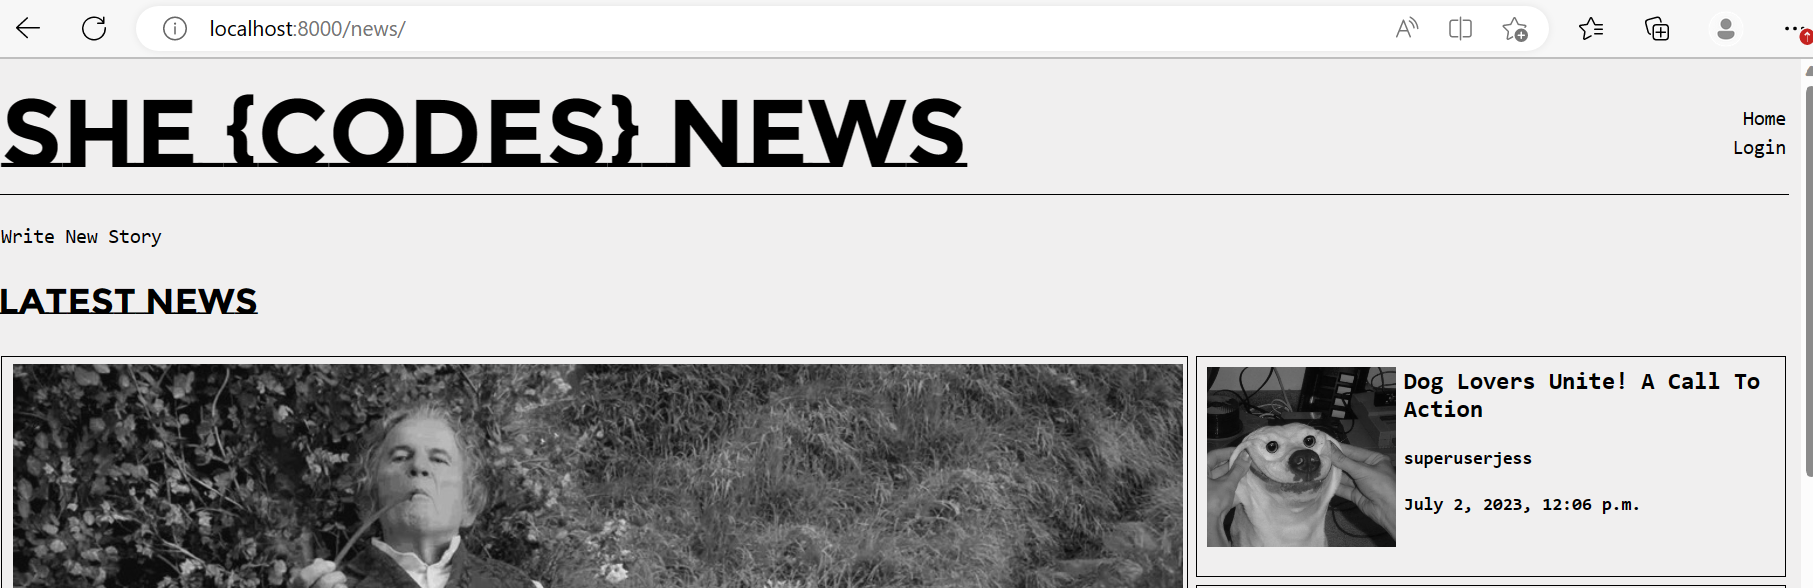 localhost:8000/news/
SHE {CODES} NEWS
Home
Login
Write New Story
LATEST NEWS
Dog Lovers Unite! A Call To
Action
superuserjess
July 2, 2023, 12:06 p.m.